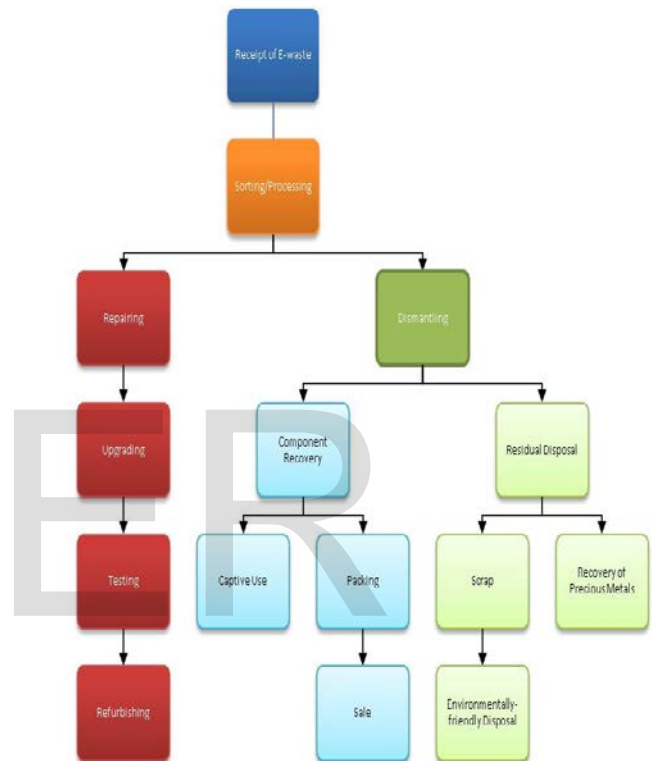 Receipt of E-waste
Sorting/Processing
Repairing
Dismantling
Upgrading
Component
Recovery
Residual Disposal
Testing
Captive Use
Packing
Scrap
Recovery of
Precious Metals
Refurbishing
Sale
Environmentally-
friendly Disposal
ER